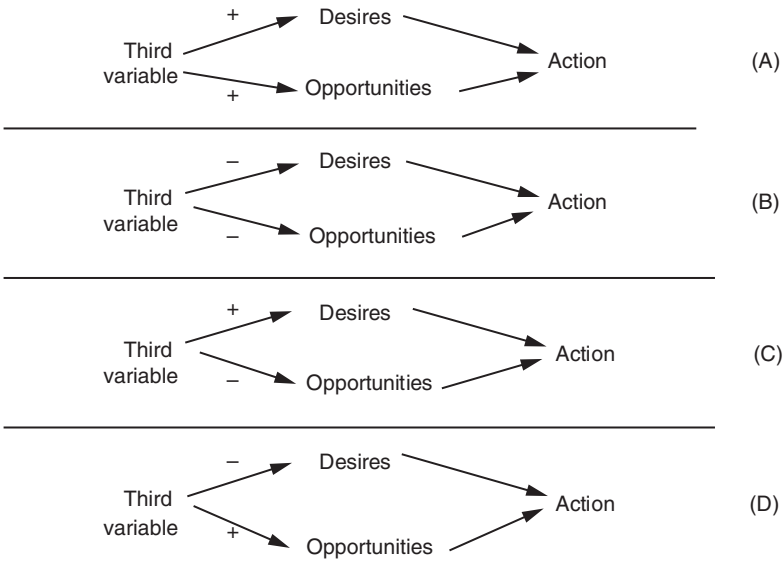 + Desires
Third variable
Action (A)
+ Opportunities
– Desires
Third variable
Action (B)
– Opportunities
+ Desires
Third variable
Action (C)
– Opportunities
– Desires
Third variable
Action (D)
+ Opportunities